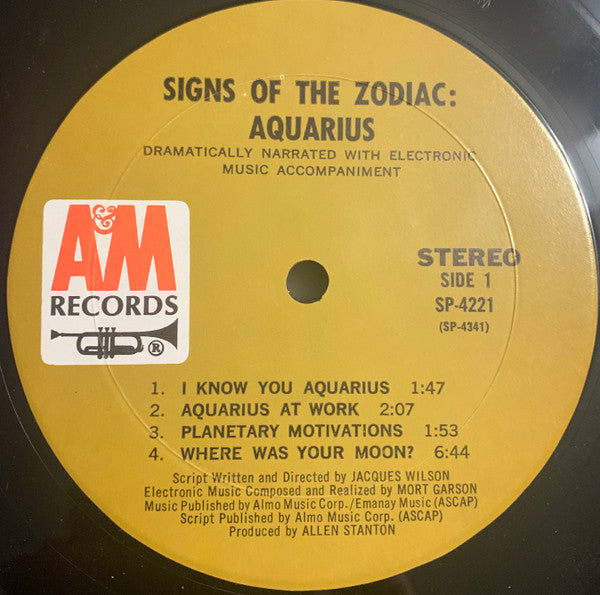 SIGNS OF THE ZODIAC:
AQUARIUS
DRAMATICALLY NARRATED WITH ELECTRONIC
MUSIC ACCOMPANIMENT
A&M
RECORDS
®
STEREO
SIDE 1
SP-4221
(SP-4341)
1. I KNOW YOU AQUARIUS 1:47
2. AQUARIUS AT WORK 2:07
3. PLANETARY MOTIVATIONS 1:53
4. WHERE WAS YOUR MOON? 6:44
Script Written and Directed by JACQUES WILSON
Electronic Music Composed and Realized by MORT GARSON
Music Published by Almo Music Corp./Emanay Music (ASCAP)
Script Published by Almo Music Corp. (ASCAP)
Produced by ALLEN STANTON